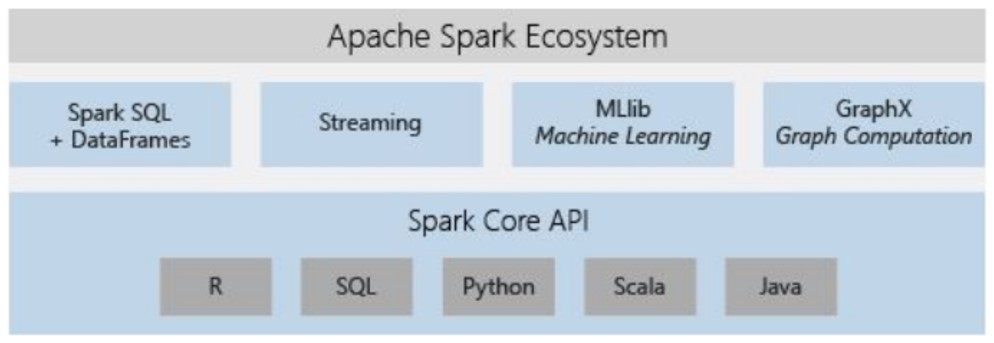 Apache Spark Ecosystem
Spark SQL
+ DataFrames
Streaming
MLlib
Machine Learning
GraphX
Graph Computation
Spark Core API
R
SQL
Python
Scala
Java